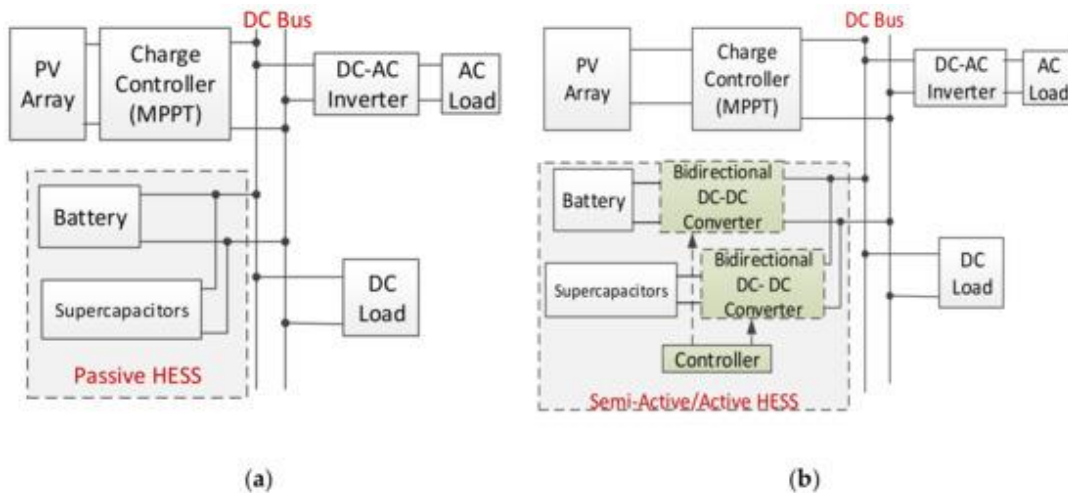 DC Bus
PV
Array
Charge
Controller
(MPPT)
DC-AC
Inverter
AC
Load
Battery
Supercapacitors
DC
Load
Passive HESS
(a)
DC Bus
PV
Array
Charge
Controller
(MPPT)
DC-AC
Inverter
AC
Load
Battery
Bidirectional
DC-DC
Converter
Supercapacitors
Bidirectional
DC- DC
Converter
DC
Load
Controller
Semi-Active/Active HESS
(b)